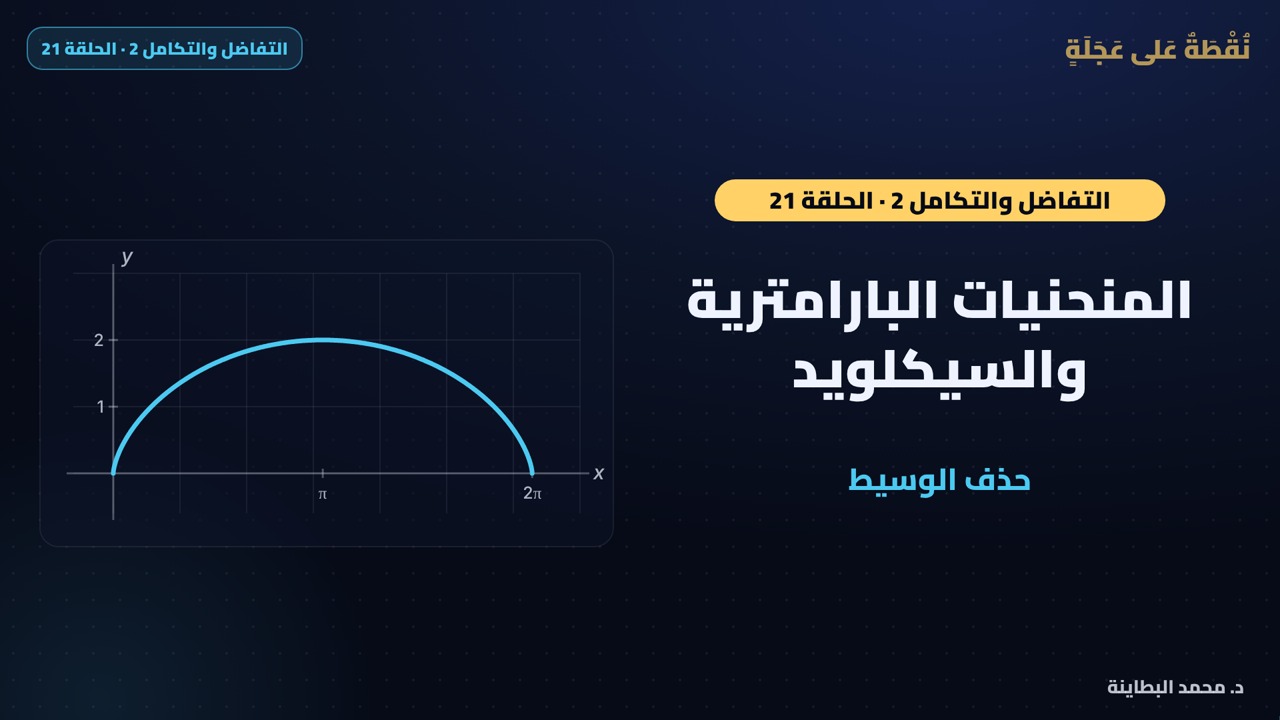 نُقْطَةٌ عَلى عَجَلَةٍ
التفاضل والتكامل 2 · الحلقة 21
التفاضل والتكامل 2 · الحلقة 21
المنحنيات البارامترية
والسيكلويد
حذف الوسيط
y
2
1
x
π
2π
د. محمد البطاينة